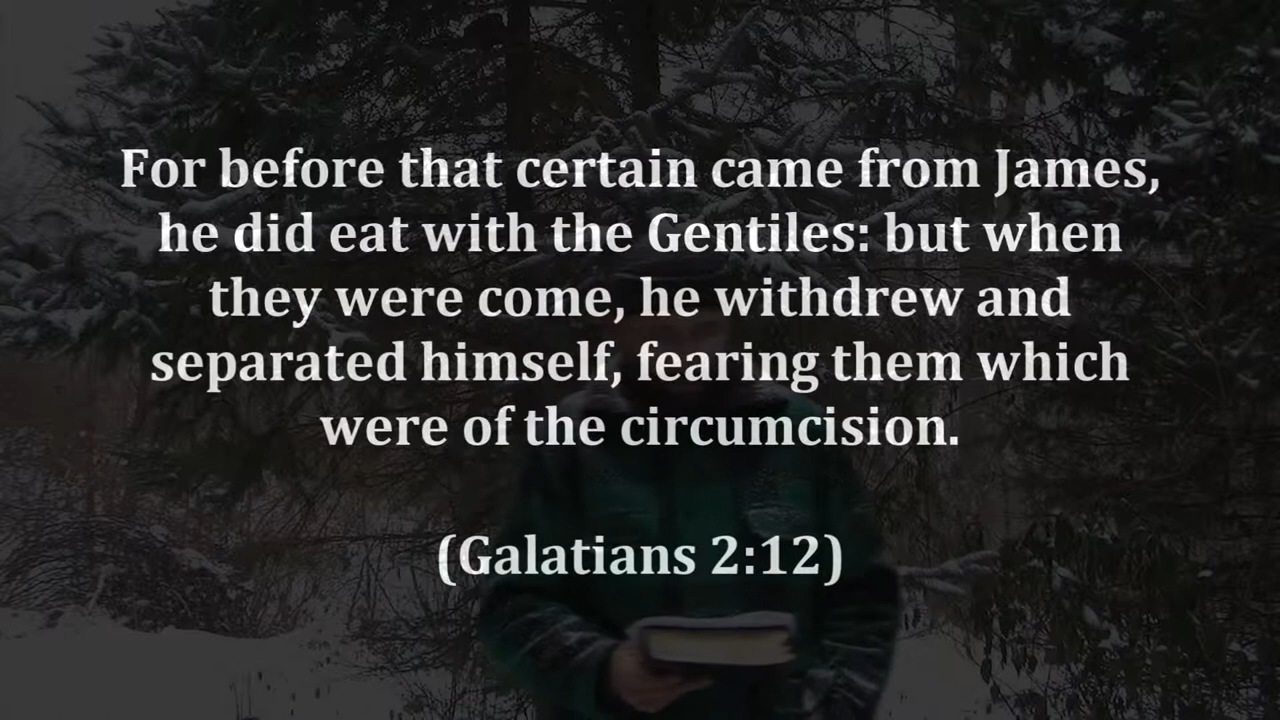 For before that certain came from James,
he did eat with the Gentiles: but when
they were come, he withdrew and
separated himself, fearing them which
were of the circumcision.
(Galatians 2:12)